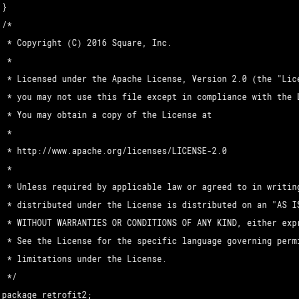 }
/*
* Copyright (C) 2016 Square, Inc.
*
* Licensed under the Apache License, Version 2.0 (the "Lice
* you may not use this file except in compliance with the L
* You may obtain a copy of the License at
*
* http://www.apache.org/licenses/LICENSE-2.0
*
* Unless required by applicable law or agreed to in writing
* distributed under the License is distributed on an "AS IS
* WITHOUT WARRANTIES OR CONDITIONS OF ANY KIND, either expr
* See the License for the specific language governing permi
* limitations under the License.
*/
package retrofit2;